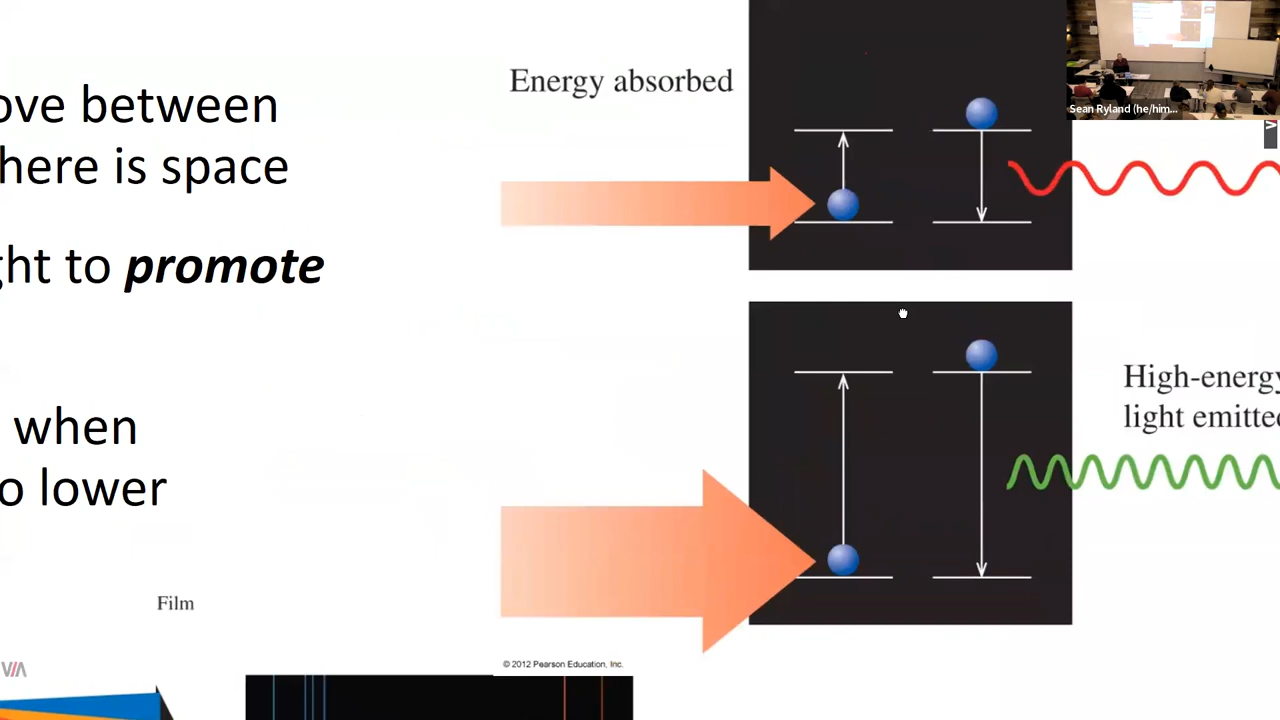 ove between
here is space
ght to promote
when
o lower
Film
VIA
Energy absorbed
High-energy
light emitted
© 2012 Pearson Education, Inc.
Sean Ryland (he/him...